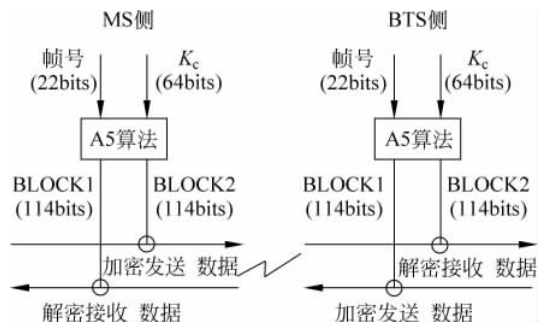 MS侧
BTS侧
帧号
(22bits)
Kc
(64bits)
帧号
(22bits)
Kc
(64bits)
A5算法
A5算法
BLOCK1
(114bits)
BLOCK2
(114bits)
BLOCK1
(114bits)
BLOCK2
(114bits)
加密发送 数据
解密接收 数据
解密接收 数据
加密发送 数据